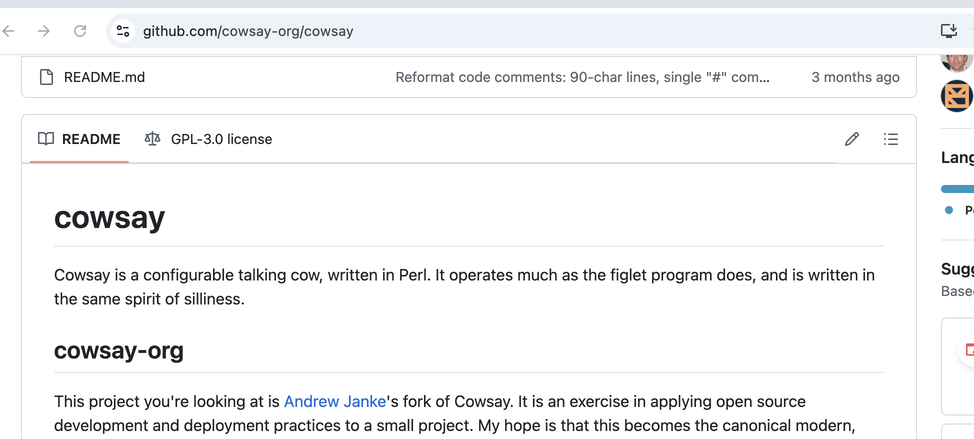 github.com/cowsay-org/cowsay
README.md Reformat code comments: 90-char lines, single "#" com... 3 months ago
README GPL-3.0 license
cowsay
Cowsay is a configurable talking cow, written in Perl. It operates much as the figlet program does, and is written in
the same spirit of silliness.
cowsay-org
This project you're looking at is Andrew Janke's fork of Cowsay. It is an exercise in applying open source
development and deployment practices to a small project. My hope is that this becomes the canonical modern,